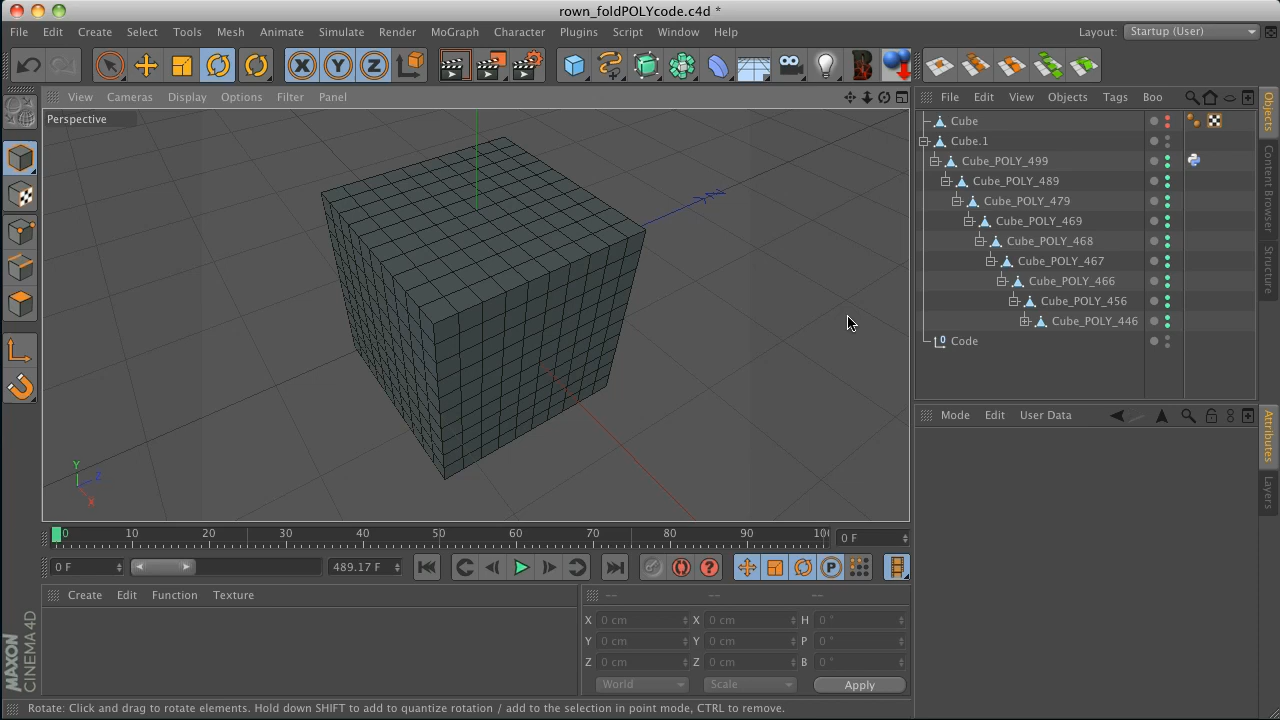 rown_foldPOLYcode.c4d *
File Edit Create Select Tools Mesh Animate Simulate Render MoGraph Character Plugins Script Window Help Layout: Startup (User)
X Y Z
View Cameras Display Options Filter Panel
File Edit View Objects Tags Boo
Perspective
Cube
Cube.1
Cube_POLY_499
Cube_POLY_489
Cube_POLY_479
Cube_POLY_469
Cube_POLY_468
Cube_POLY_467
Cube_POLY_466
Cube_POLY_456
Cube_POLY_446
0 Code
Objects
Content Browser
Structure
Mode Edit User Data
Attributes
Layers
Y
Z
X
0 10 20 30 40 50 60 70 80 90 10 0 F
0 F 489.17 F P
Create Edit Function Texture
-- -- --
X 0 cm X 0 cm H 0 °
Y 0 cm Y 0 cm P 0 °
Z 0 cm Z 0 cm B 0 °
World Scale Apply
MAXON
CINEMA 4D
Rotate: Click and drag to rotate elements. Hold down SHIFT to add to quantize rotation / add to the selection in point mode, CTRL to remove.